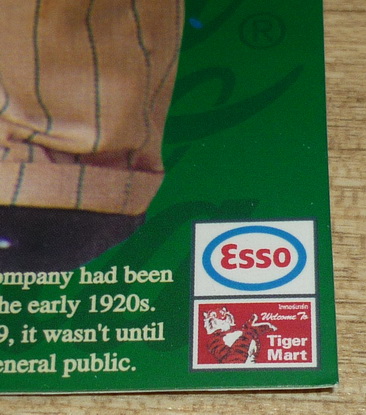 ®
Esso
ompany had been
he early 1920s.
9, it wasn't until
eneral public.
Welcome To
Tiger
Mart